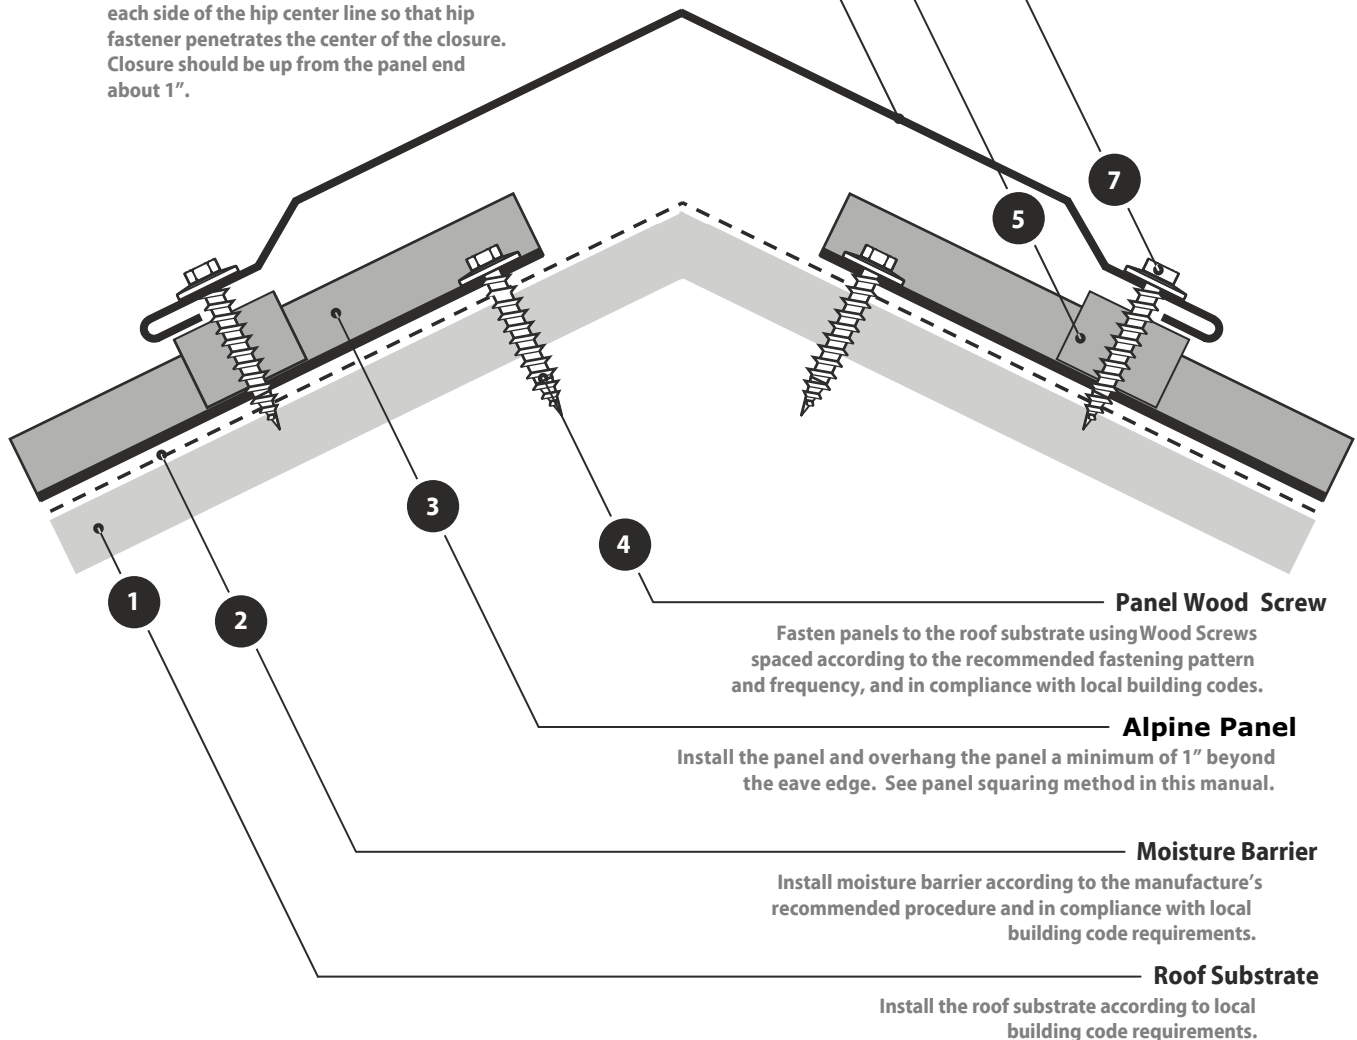 each side of the hip center line so that hip
fastener penetrates the center of the closure.
Closure should be up from the panel end
about 1”.
7
5
3
4
1
2
Panel Wood Screw
Fasten panels to the roof substrate using Wood Screws
spaced according to the recommended fastening pattern
and frequency, and in compliance with local building codes.
Alpine Panel
Install the panel and overhang the panel a minimum of 1” beyond
the eave edge. See panel squaring method in this manual.
Moisture Barrier
Install moisture barrier according to the manufacture’s
recommended procedure and in compliance with local
building code requirements.
Roof Substrate
Install the roof substrate according to local
building code requirements.